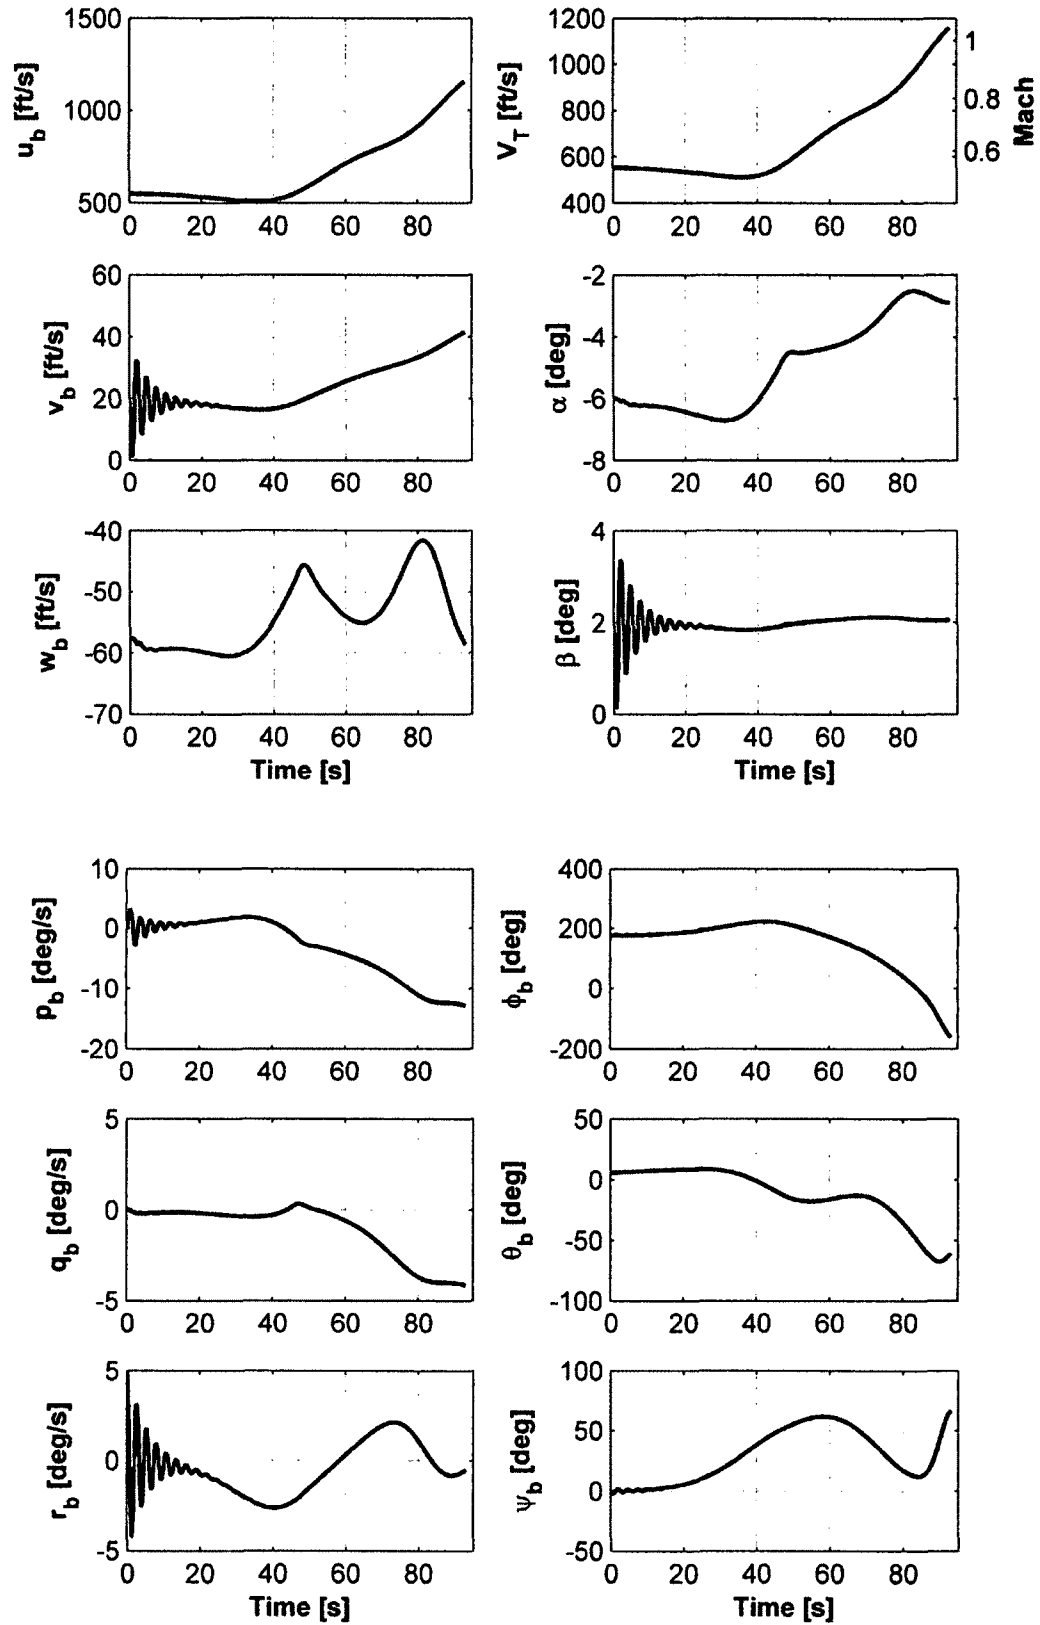 u_b [ft/s]
1500
1000
500
0 20 40 60 80
V_T [ft/s]
1200
1000
800
600
400
0 20 40 60 80
1
0.8
0.6
Mach
v_b [ft/s]
60
40
20
0
0 20 40 60 80
α [deg]
-2
-4
-6
-8
0 20 40 60 80
w_b [ft/s]
-40
-50
-60
-70
0 20 40 60 80
Time [s]
β [deg]
4
2
0
0 20 40 60 80
Time [s]
p_b [deg/s]
10
0
-10
-20
0 20 40 60 80
ϕ_b [deg]
400
200
0
-200
0 20 40 60 80
q_b [deg/s]
5
0
-5
0 20 40 60 80
θ_b [deg]
50
0
-50
-100
0 20 40 60 80
r_b [deg/s]
5
0
-5
0 20 40 60 80
Time [s]
ψ_b [deg]
100
50
0
-50
0 20 40 60 80
Time [s]